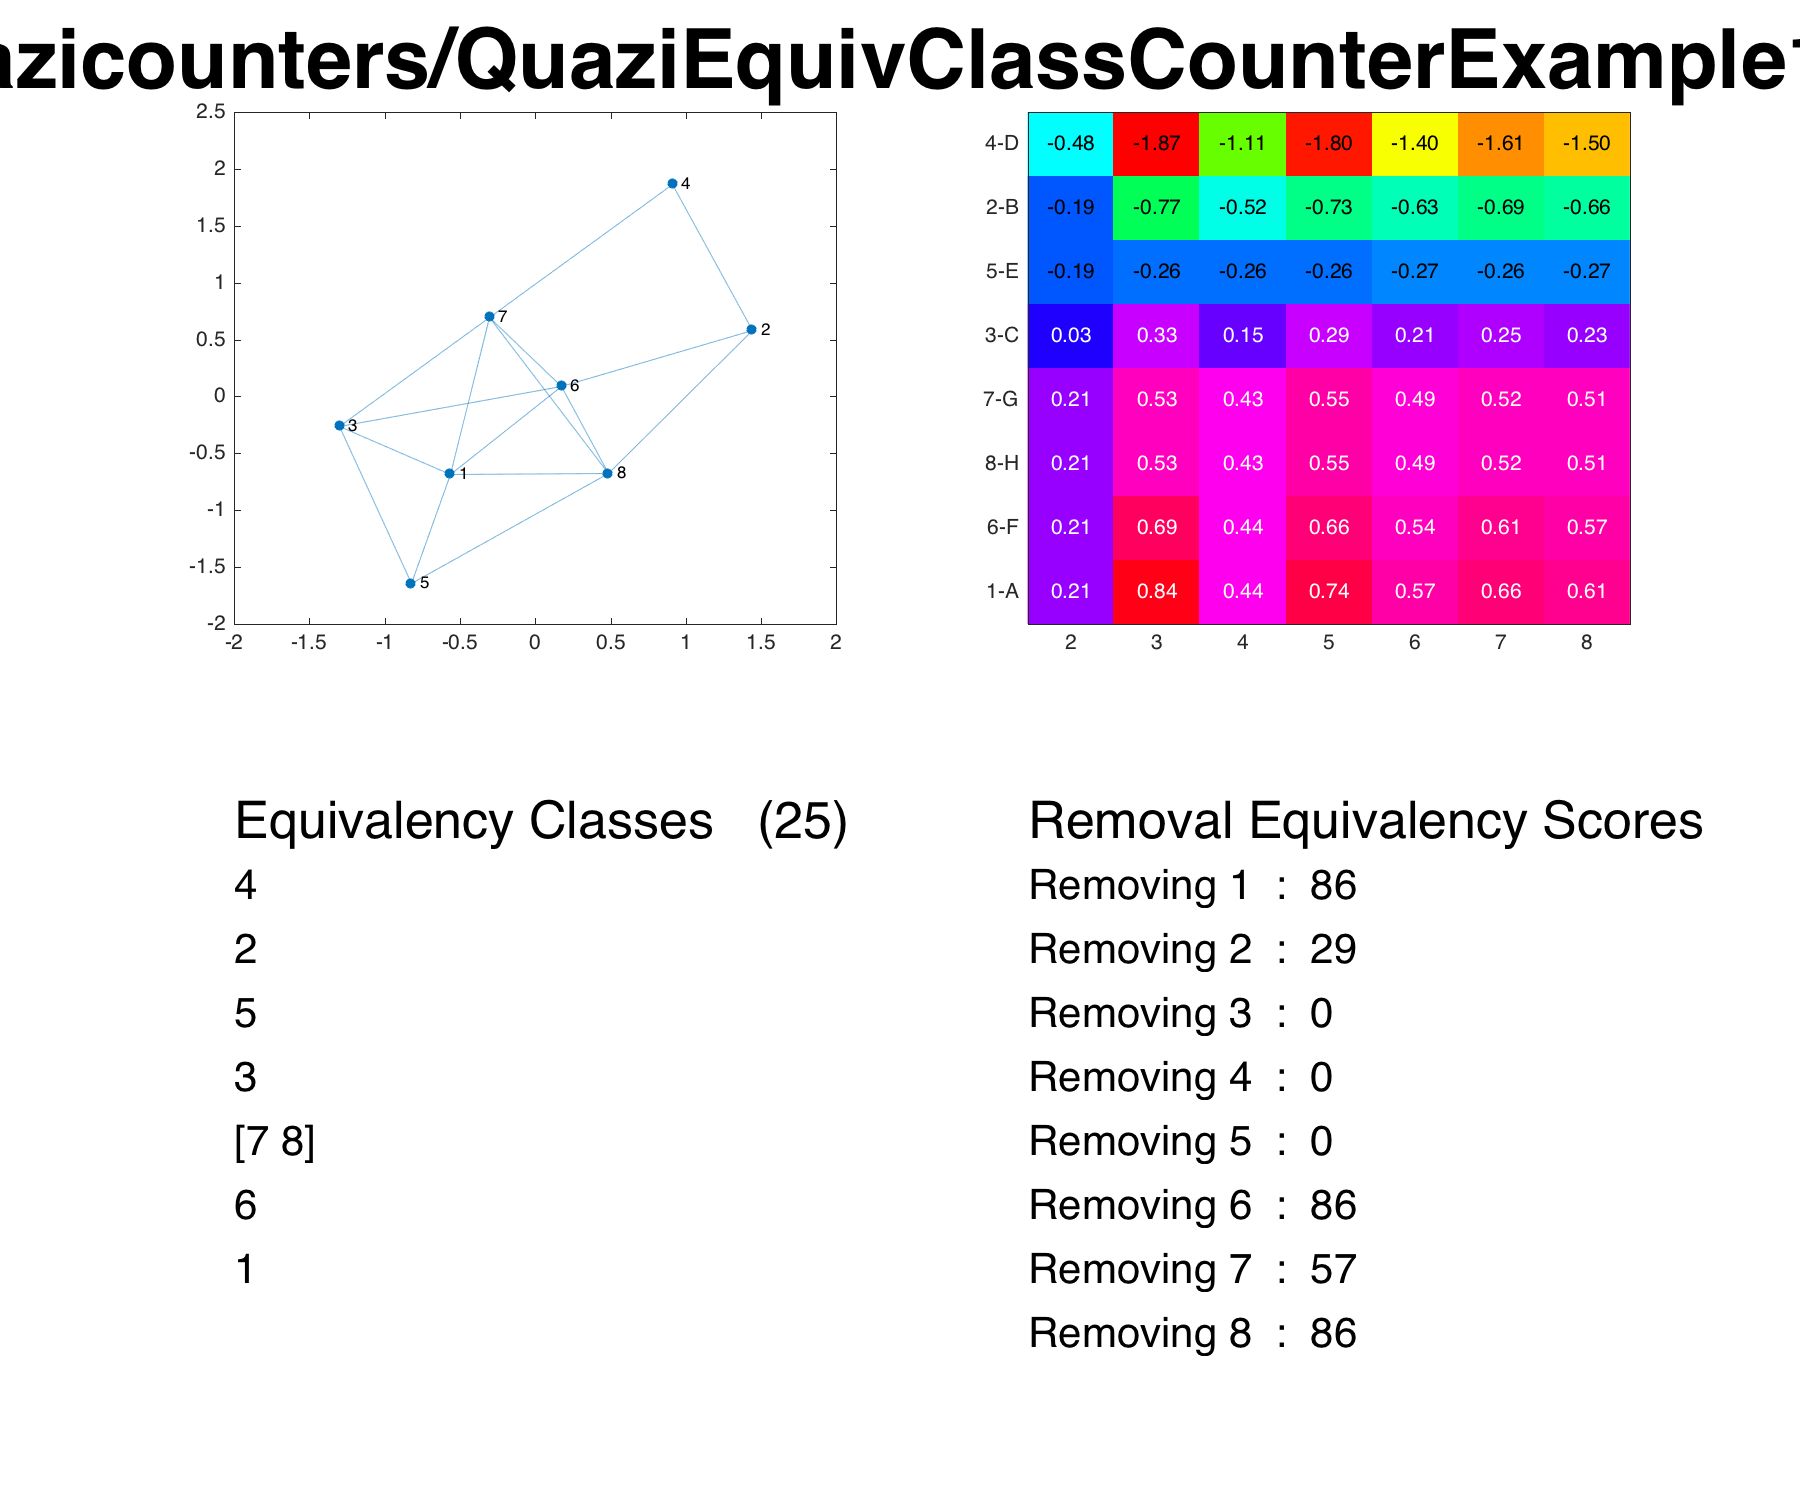 azicounters/QuaziEquivClassCounterExample
2.5
2
1.5
1
0.5
0
-0.5
-1
-1.5
-2
-2 -1.5 -1 -0.5 0 0.5 1 1.5 2
4
7
2
6
3
1
8
5
4-D -0.48 -1.87 -1.11 -1.80 -1.40 -1.61 -1.50
2-B -0.19 -0.77 -0.52 -0.73 -0.63 -0.69 -0.66
5-E -0.19 -0.26 -0.26 -0.26 -0.27 -0.26 -0.27
3-C 0.03 0.33 0.15 0.29 0.21 0.25 0.23
7-G 0.21 0.53 0.43 0.55 0.49 0.52 0.51
8-H 0.21 0.53 0.43 0.55 0.49 0.52 0.51
6-F 0.21 0.69 0.44 0.66 0.54 0.61 0.57
1-A 0.21 0.84 0.44 0.74 0.57 0.66 0.61
2 3 4 5 6 7 8
Equivalency Classes (25)
4
2
5
3
[7 8]
6
1
Removal Equivalency Scores
Removing 1 : 86
Removing 2 : 29
Removing 3 : 0
Removing 4 : 0
Removing 5 : 0
Removing 6 : 86
Removing 7 : 57
Removing 8 : 86